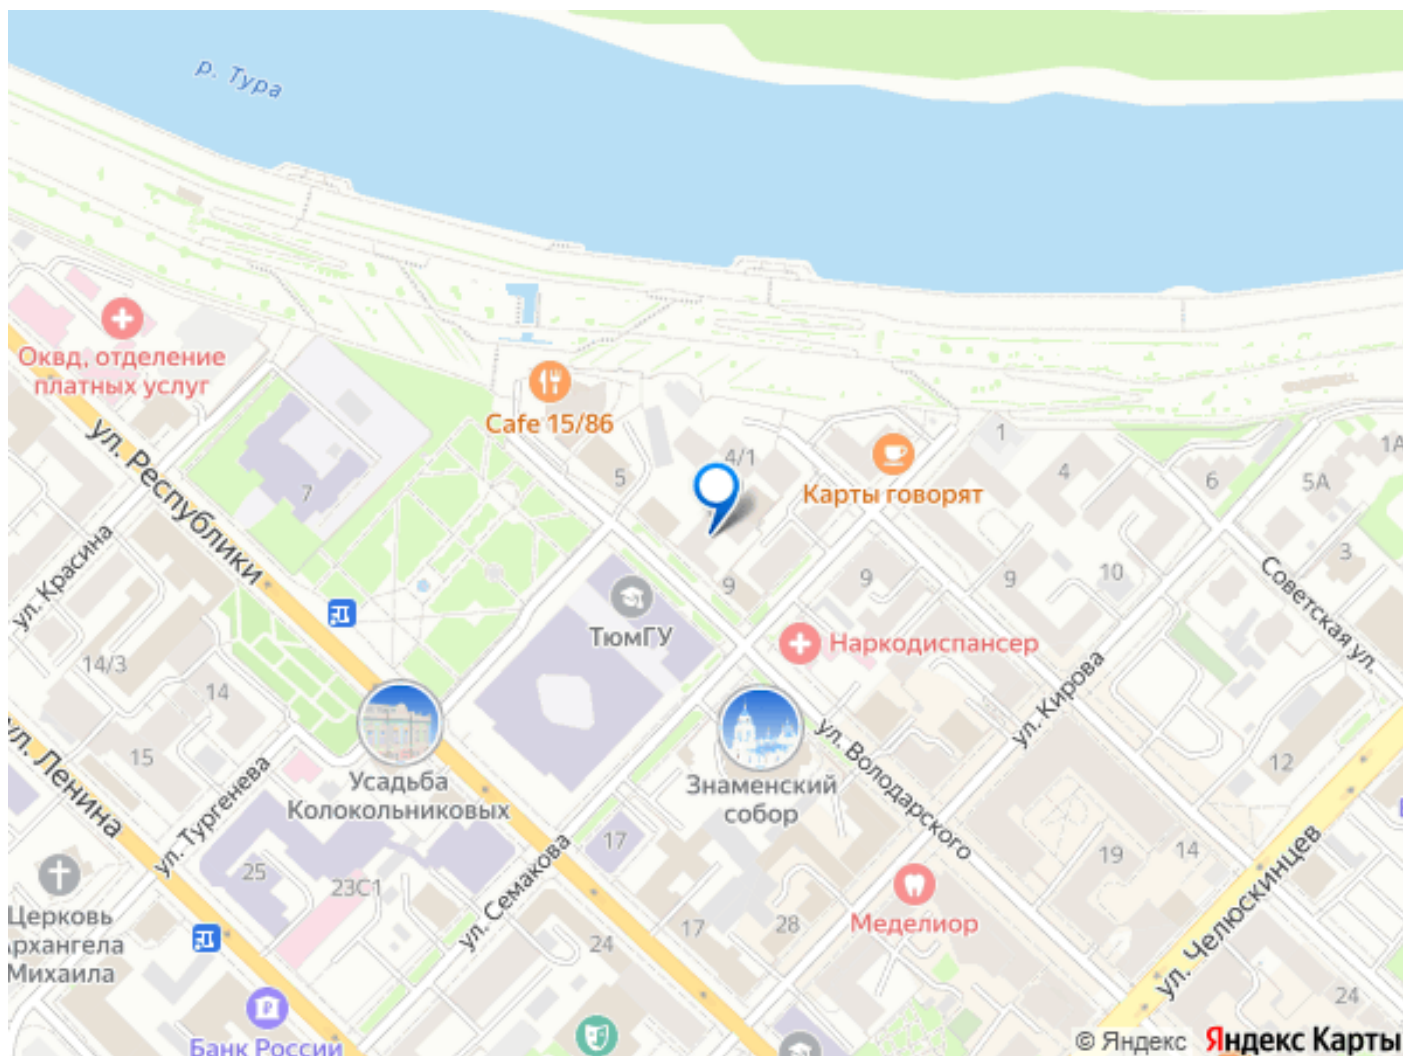 р. Тура
Оквд, отделение
платных услуг
Cafe 15/86
ул. Республики
7
5
4/1
Карты говорят
1
4
6
5А
1А
3
ул. Красина
ТюмГУ
9
9
9
10
Советская ул.
Наркодиспансер
14/3
14
15
ул. Ленина
ул. Тургенева
Усадьба
Колокольниковых
Знаменский
собор
ул. Володарского
ул. Кирова
12
19
14
ул. Челюскинцев
25
23С1
17
ул. Семакова
17
24
28
Меделиор
Церковь
Архангела
Михаила
Банк России
24
© Яндекс Яндекс Карты